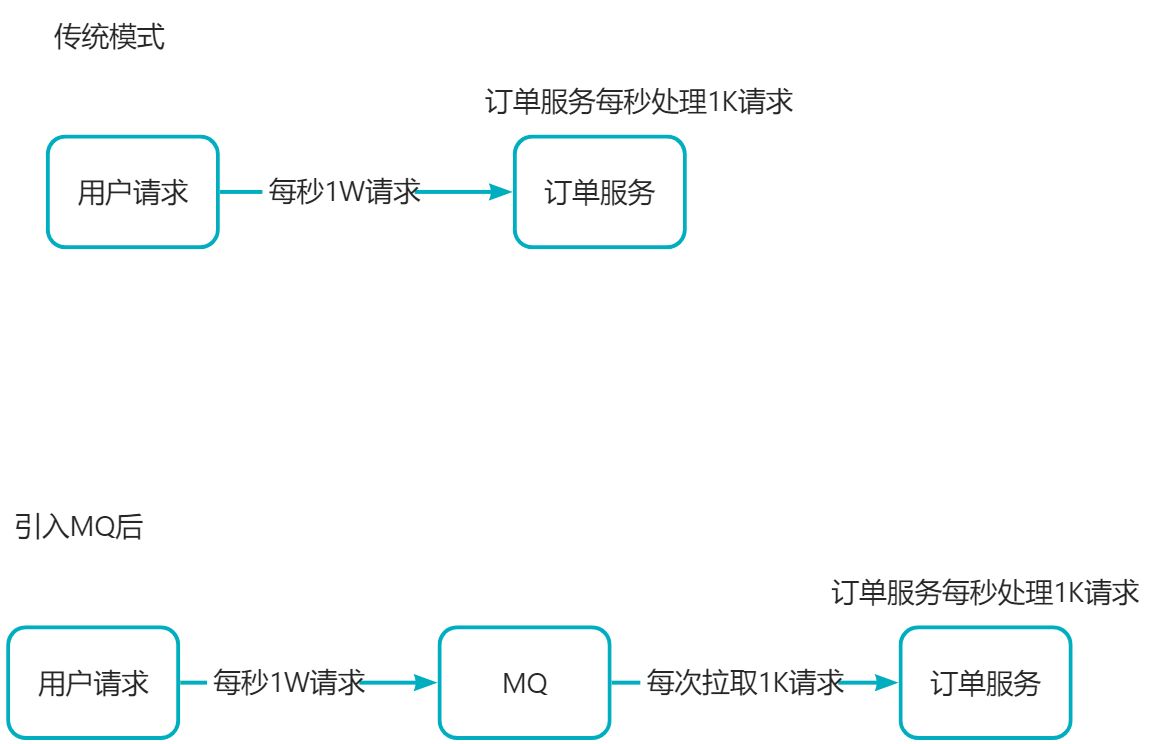 传统模式
订单服务每秒处理1K请求
用户请求
每秒1W请求
订单服务
引入MQ后
订单服务每秒处理1K请求
用户请求
每秒1W请求
MQ
每次拉取1K请求
订单服务